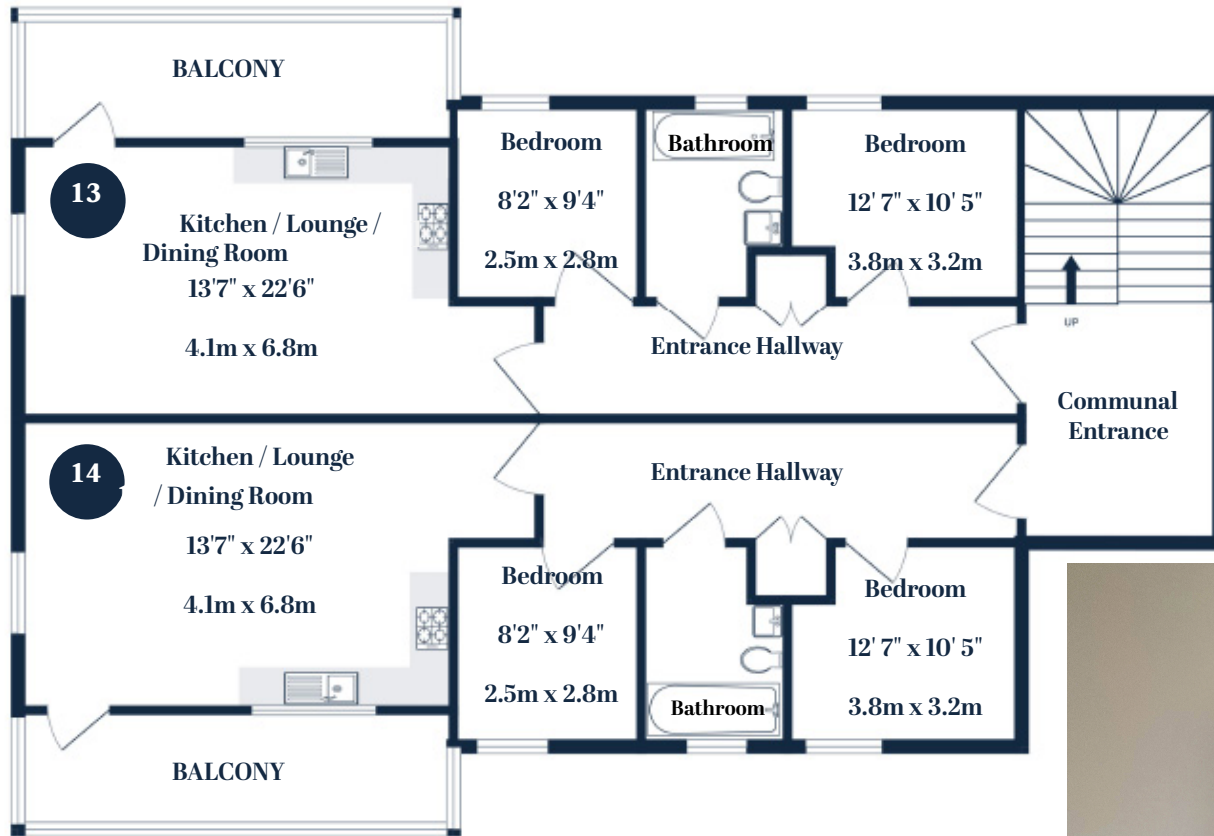 BALCONY
13
Kitchen / Lounge /
Dining Room
13'7" x 22'6"
4.1m x 6.8m
Bedroom
8'2" x 9'4"
2.5m x 2.8m
Bathroom
Bedroom
12' 7" x 10' 5"
3.8m x 3.2m
UP
Entrance Hallway
Communal
Entrance
14
Kitchen / Lounge
/ Dining Room
13'7" x 22'6"
4.1m x 6.8m
Entrance Hallway
Bedroom
8'2" x 9'4"
2.5m x 2.8m
Bathroom
Bedroom
12' 7" x 10' 5"
3.8m x 3.2m
BALCONY